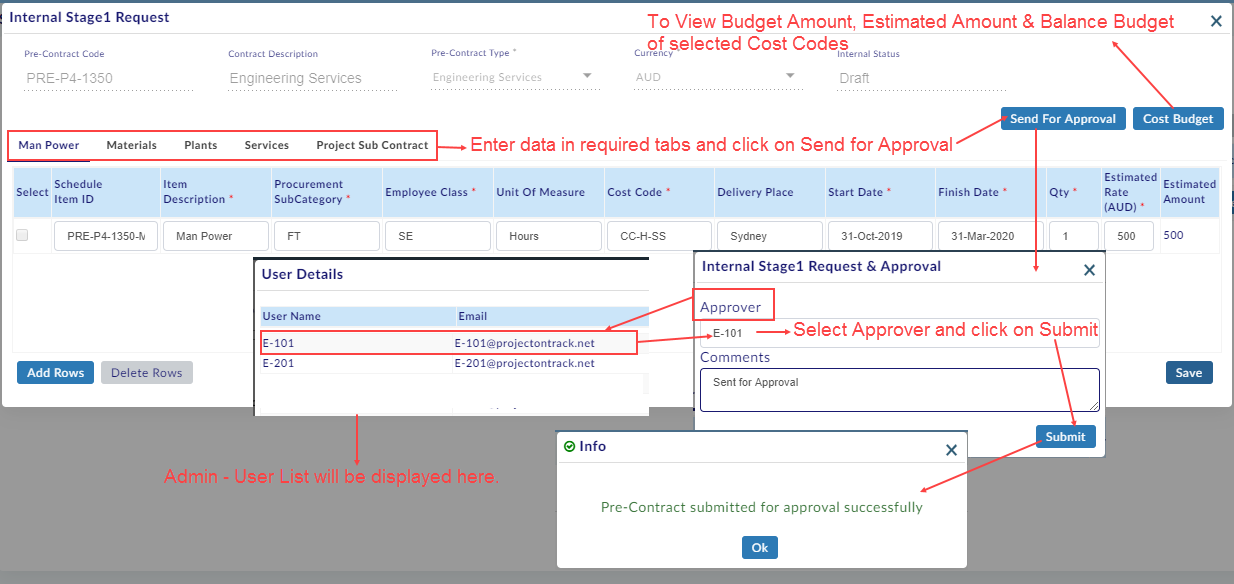 Internal Stage1 Request
To View Budget Amount, Estimated Amount & Balance Budget
of selected Cost Codes
Pre-Contract Code
Contract Description
Pre-Contract Type *
Currency
Internal Status
PRE-P4-1350
Engineering Services
Engineering Services
AUD
Draft
Send For Approval
Cost Budget
Man Power
Materials
Plants
Services
Project Sub Contract
Enter data in required tabs and click on Send for Approval
Select
Schedule
Item ID
Item
Description *
Procurement
SubCategory *
Employee Class *
Unit Of Measure
Cost Code *
Delivery Place
Start Date *
Finish Date *
Qty *
Estimated
Rate
(AUD) *
Estimated
Amount
PRE-P4-1350-M
Man Power
FT
SE
Hours
CC-H-SS
Sydney
31-Oct-2019
31-Mar-2020
1
500
500
User Details
User Name
Email
E-101
E-101@projectontrack.net
E-201
E-201@projectontrack.net
Internal Stage1 Request & Approval
Approver
E-101
Select Approver and click on Submit
Comments
Sent for Approval
Submit
Add Rows
Delete Rows
Save
Admin - User List will be displayed here.
Info
Pre-Contract submitted for approval successfully
Ok